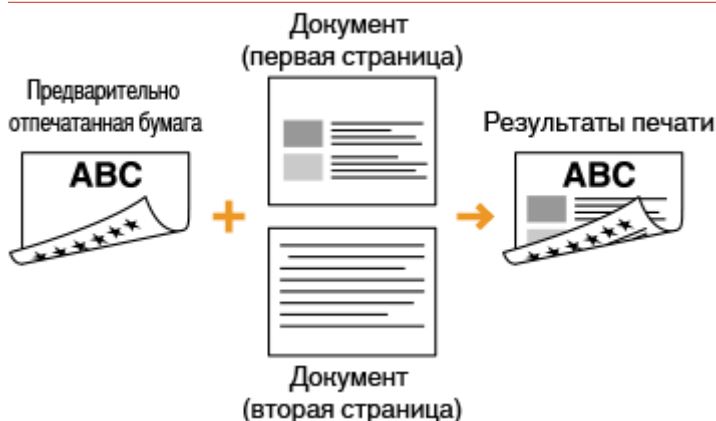 Документ
(первая страница)
Предварительно
отпечатанная бумага
Результаты печати
ABC
ABC
Документ
(вторая страница)